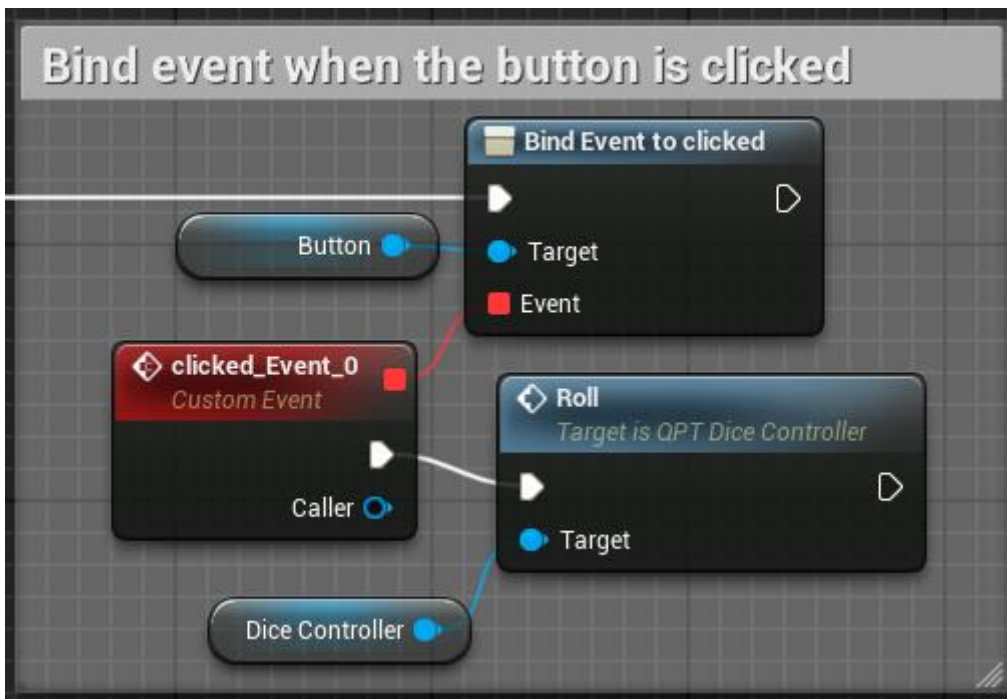 Bind event when the button is clicked
Bind Event to clicked
Button
Target
Event
clicked_Event_0
Custom Event
Caller
Roll
Target is QPT Dice Controller
Target
Dice Controller